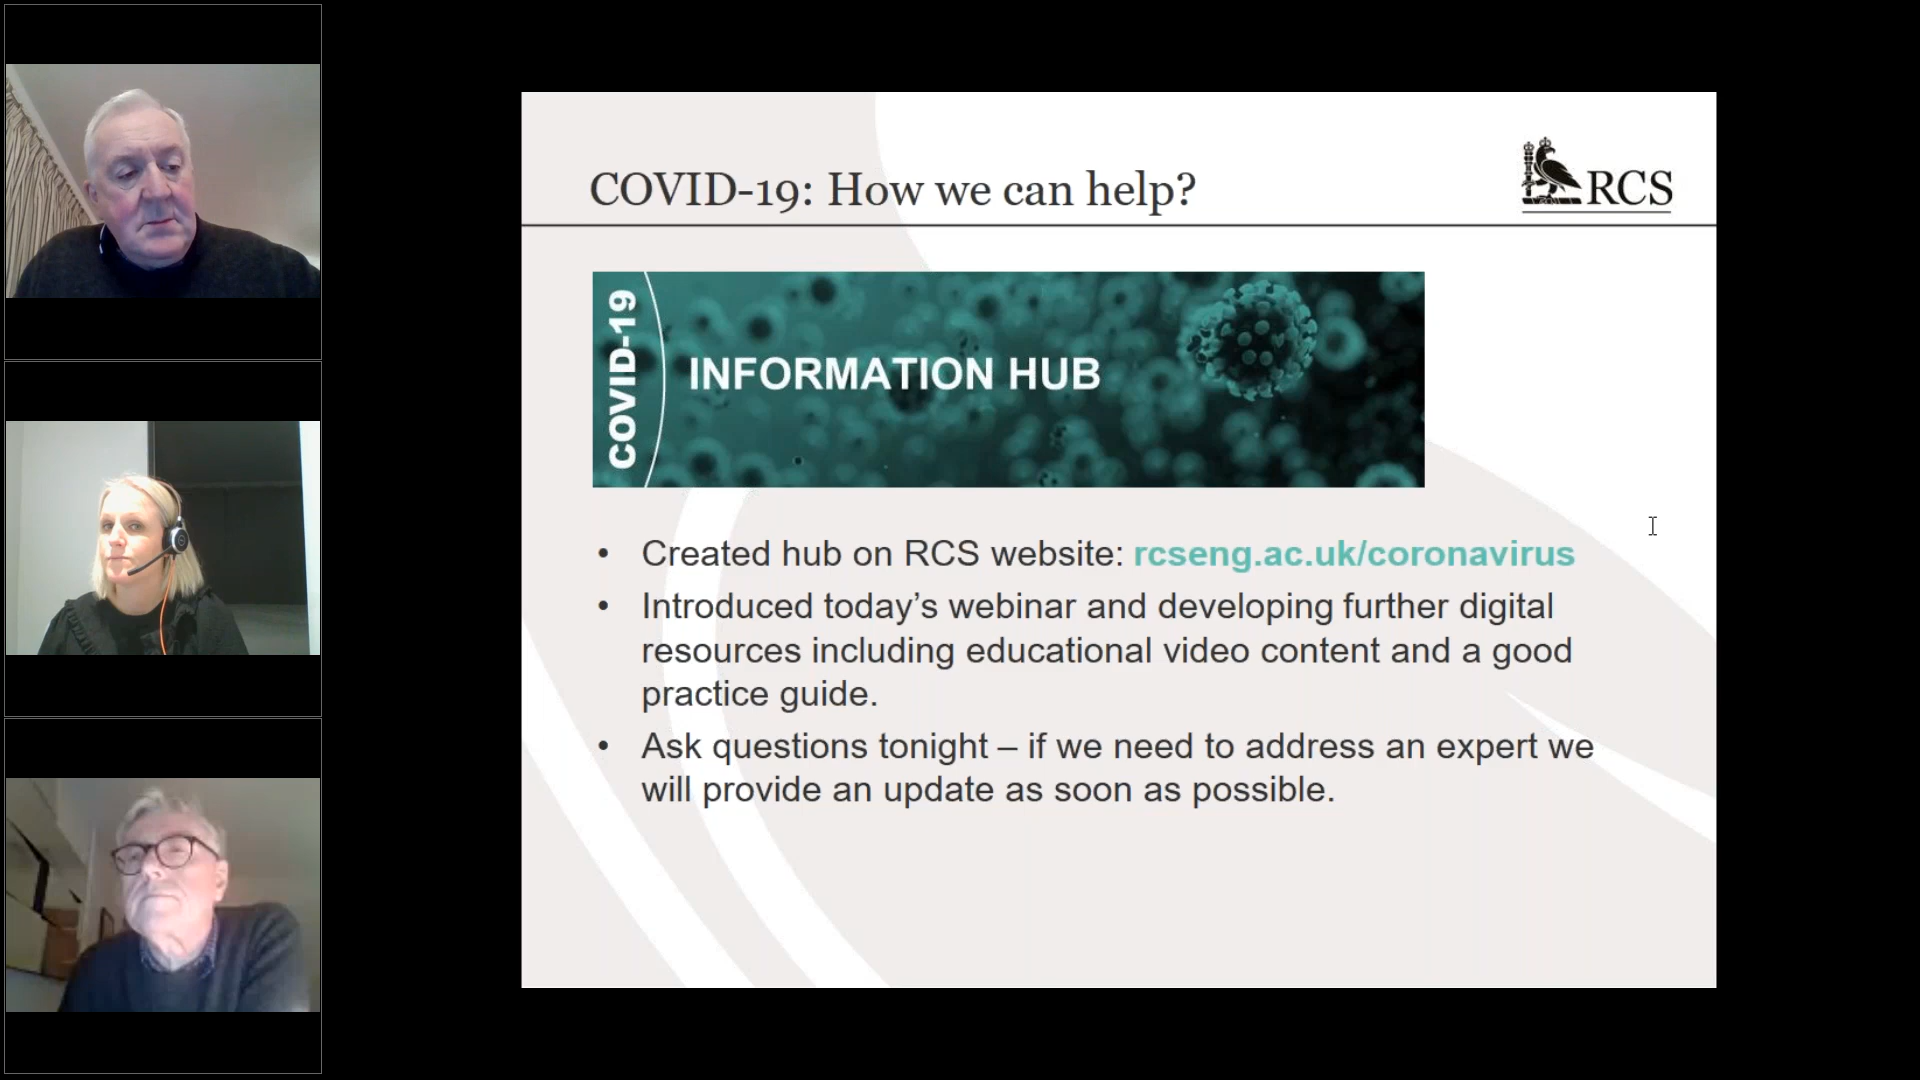 COVID-19: How we can help?
RCS
COVID-19
INFORMATION HUB
• Created hub on RCS website: rcseng.ac.uk/coronavirus
• Introduced today’s webinar and developing further digital
resources including educational video content and a good
practice guide.
• Ask questions tonight – if we need to address an expert we
will provide an update as soon as possible.